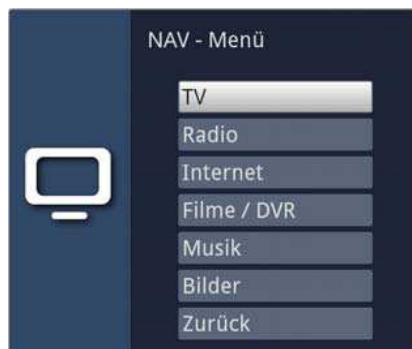 NAV - Menü
TV
Radio
Internet
Filme / DVR
Musik
Bilder
Zurück